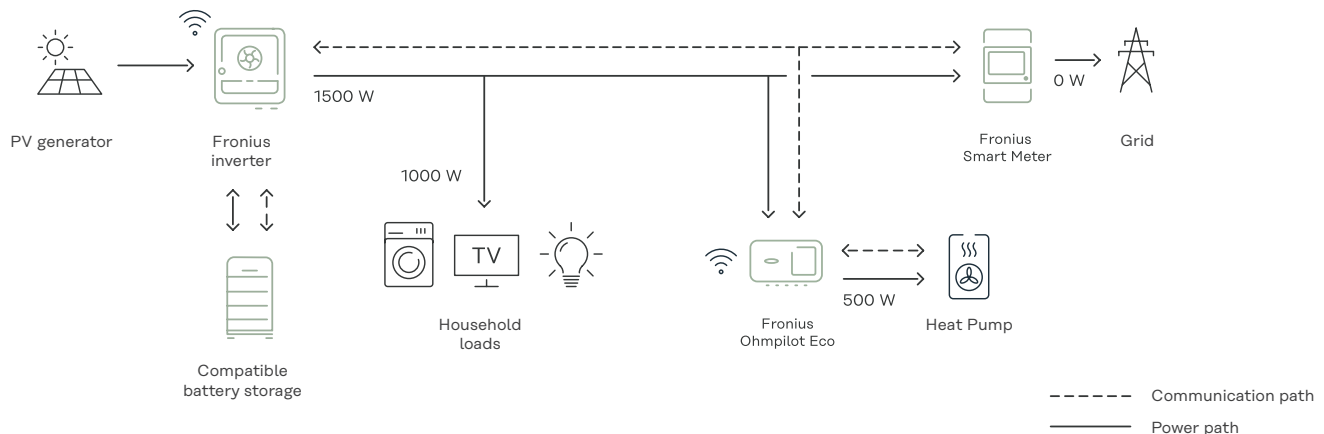 1500 W
0 W
PV generator
Fronius
inverter
Fronius
Smart Meter
Grid
1000 W
TV
500 W
Household
loads
Fronius
Ohmpilot Eco
Heat Pump
Compatible
battery storage
Communication path
Power path